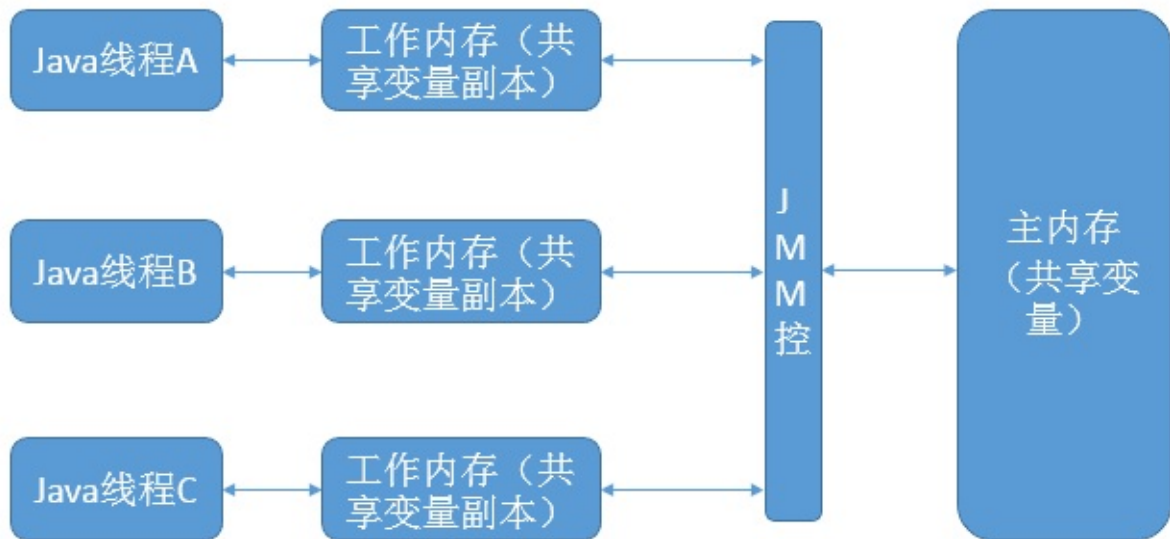 Java线程A
工作内存（共
享变量副本）
Java线程B
工作内存（共
享变量副本）
Java线程C
工作内存（共
享变量副本）
J
M
M
控
主内存
（共享变
量）